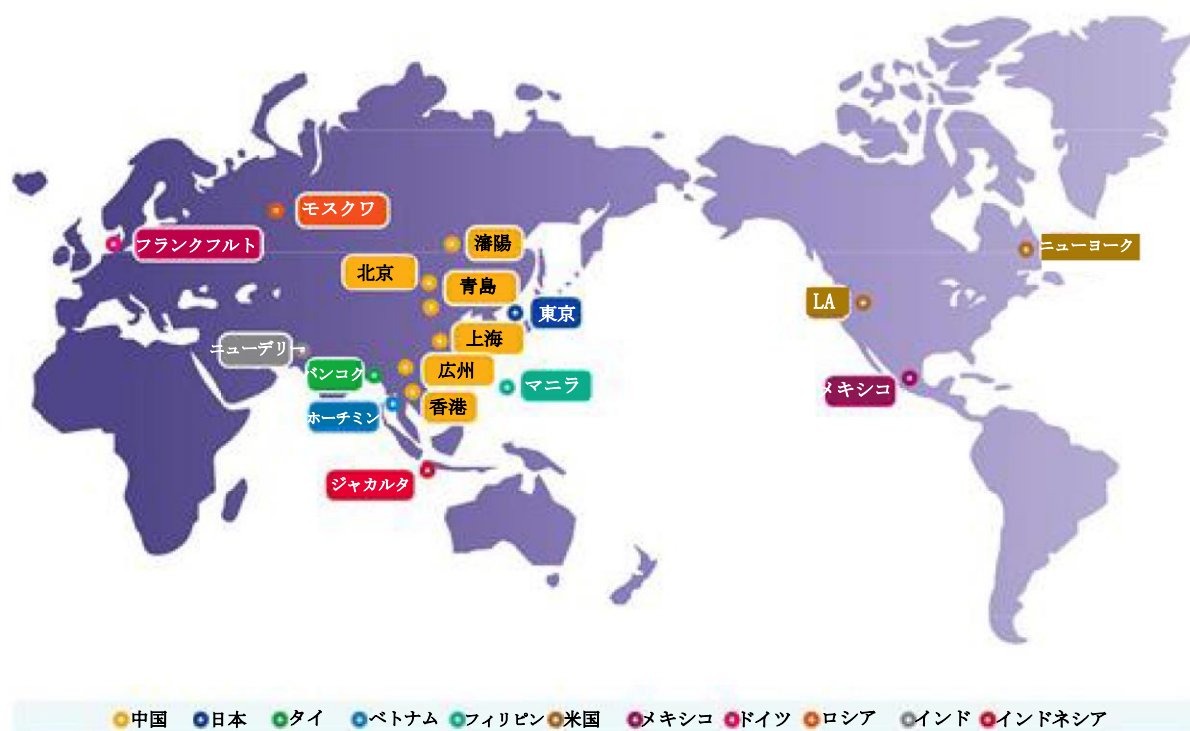 モスクワ
フランクフルト
瀋陽
ニューヨーク
北京
青島
LA
東京
上海
ニューデリー
バンコク
広州
マニラ
メキシコ
ホーチミン
香港
ジャカルタ
中国 日本 タイ ベトナム フィリピン 米国 メキシコ ドイツ ロシア インド インドネシア